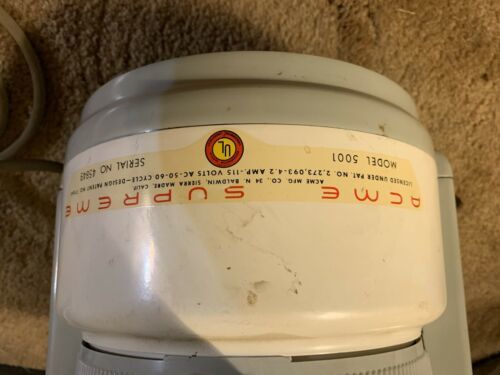 ACME SUPREME
ACME MFG. CO. 34 N. BALDWIN, SIERRA MADRE, CALIF.
LICENSED UNDER PAT. NO. 2,273,093-4.2 AMP.-115 VOLTS AC-50-60 CYCLE-DESIGN PATENT NO.
MODEL 5001
UL
SERIAL NO. 45945